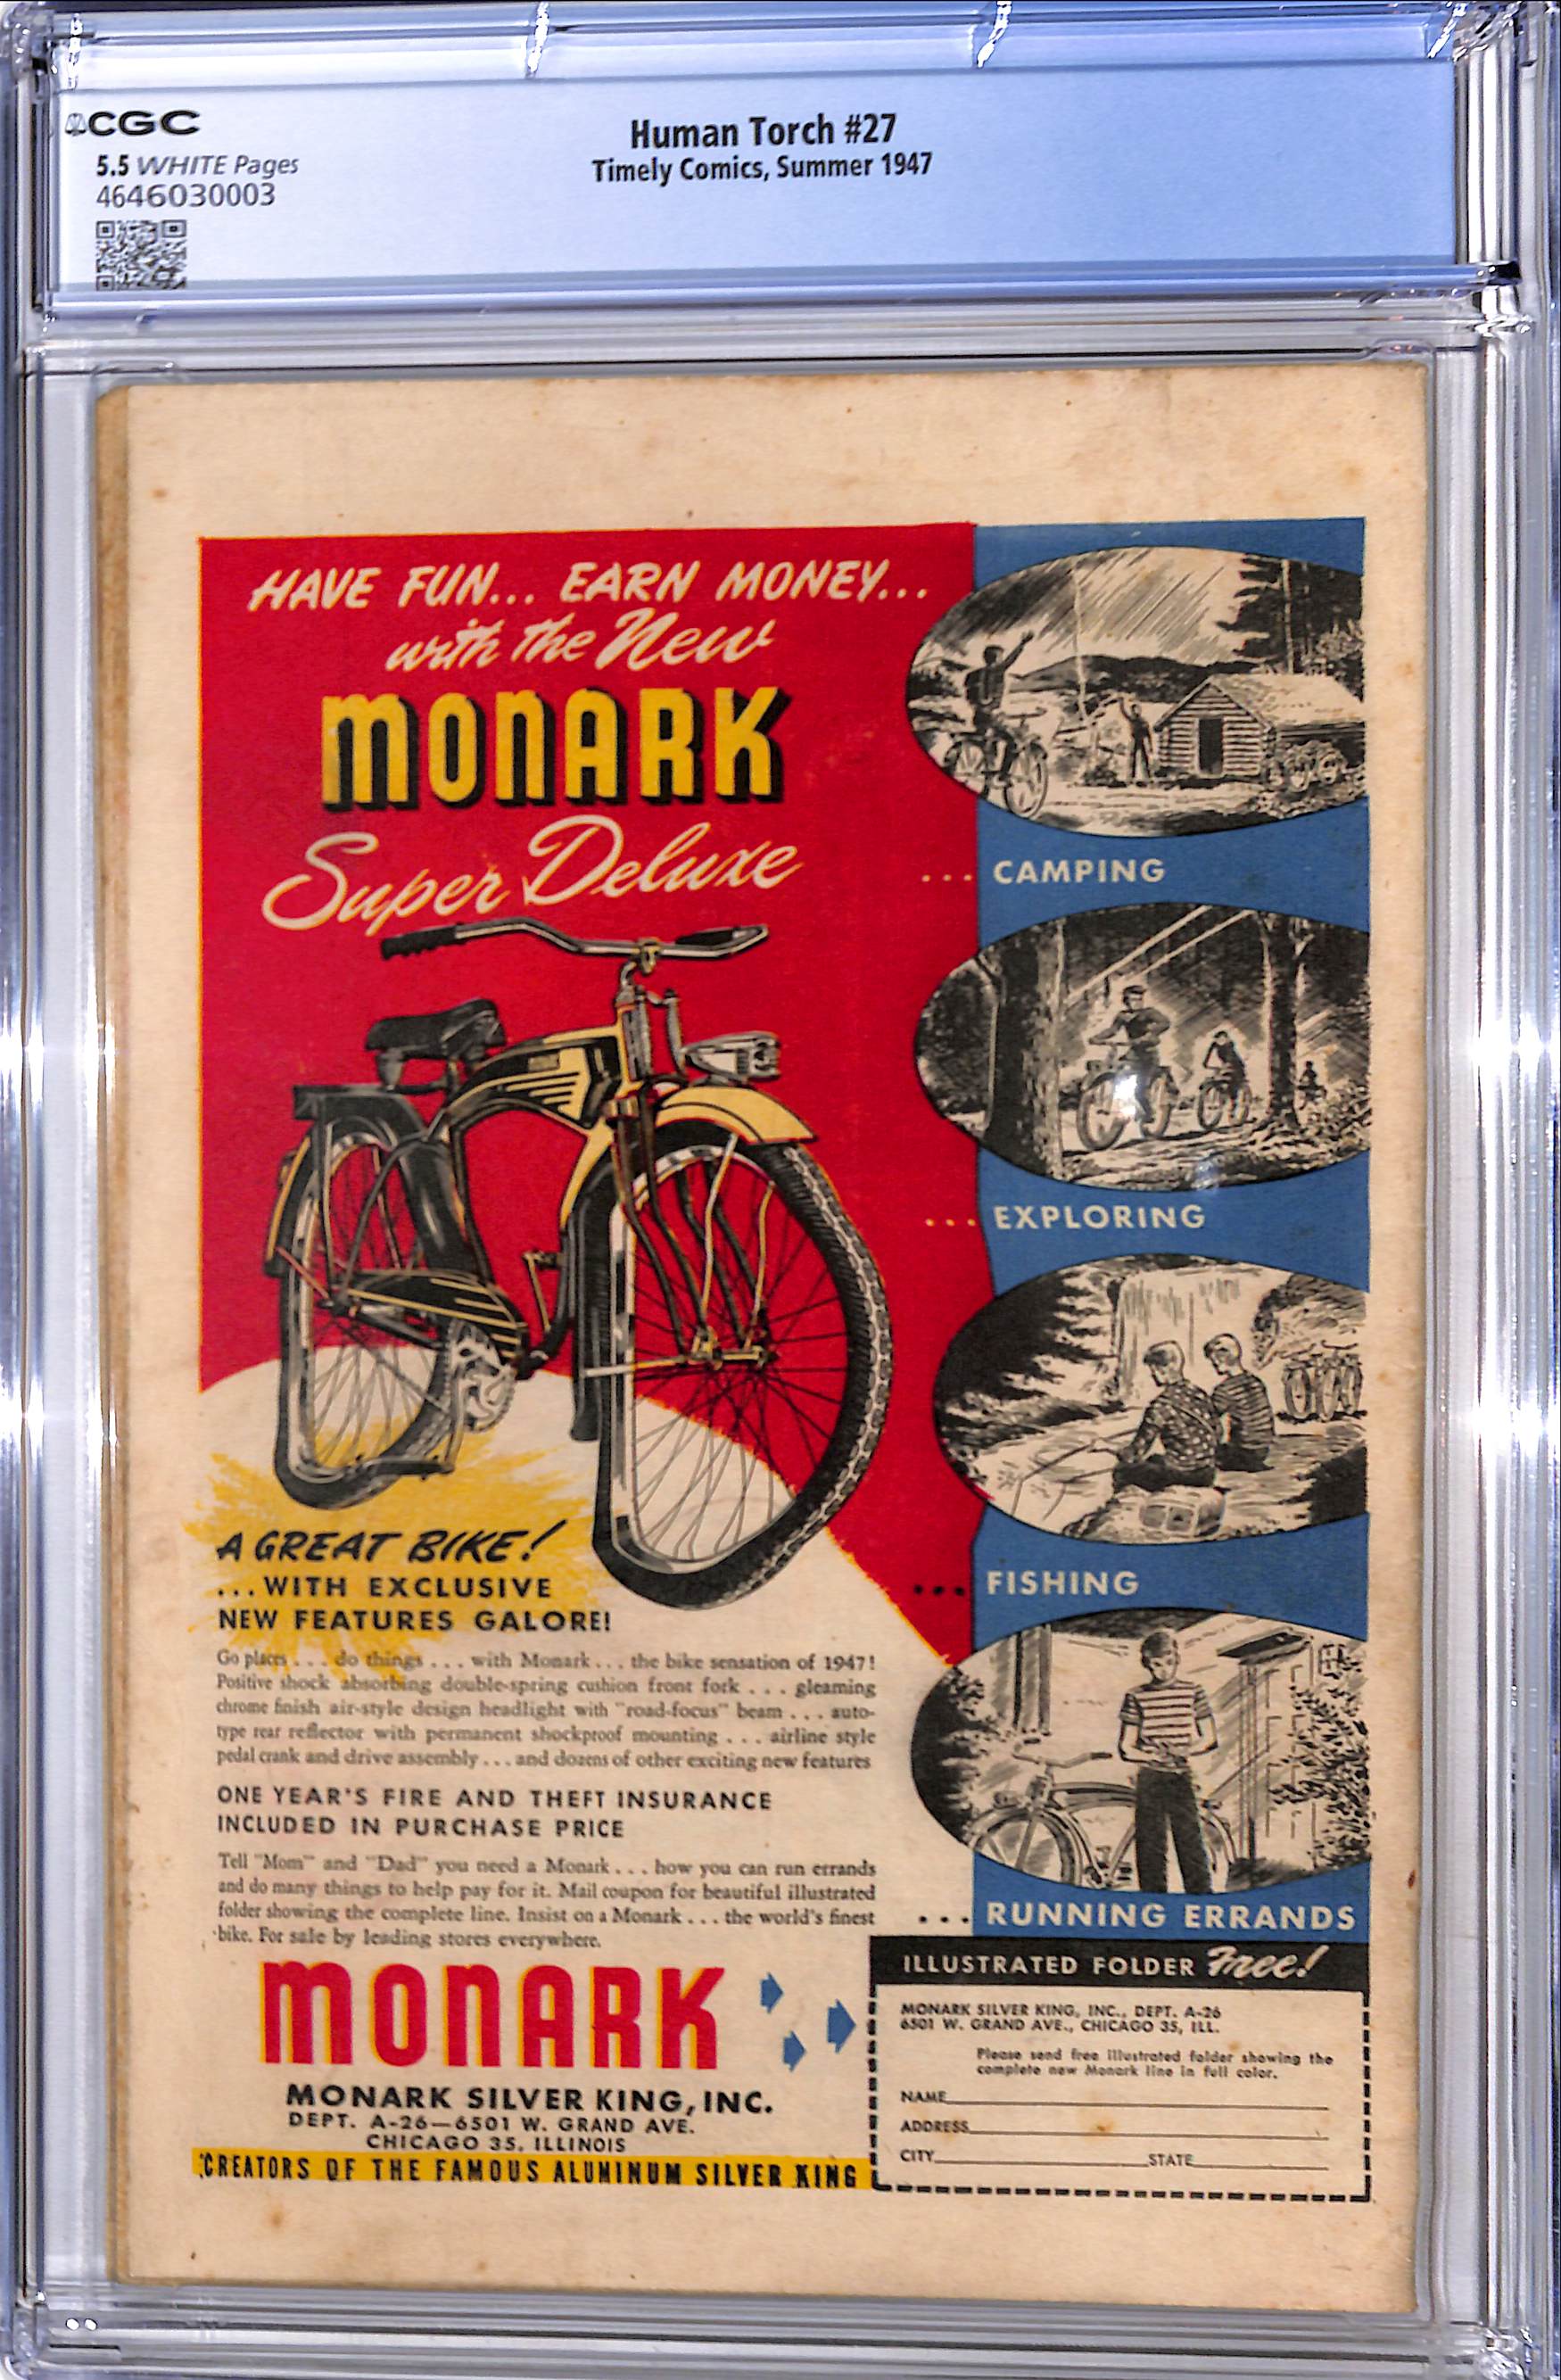 CGC
5.5 WHITE Pages
4646030003
Human Torch #27
Timely Comics, Summer 1947
HAVE FUN... EARN MONEY...
with the New
MONARK
Super Deluxe
... CAMPING
... EXPLORING
... FISHING
... RUNNING ERRANDS
A GREAT BIKE!
...WITH EXCLUSIVE
NEW FEATURES GALORE!
Go places . . . do things . . . with Monark . . . the bike sensation of 1947!
Positive shock absorbing double-spring cushion front fork . . . gleaming
chrome finish air-style design headlight with "road-focus" beam . . . auto-
type rear reflector with permanent shockproof mounting . . . airline style
pedal crank and drive assembly . . . and dozens of other exciting new features
ONE YEAR'S FIRE AND THEFT INSURANCE
INCLUDED IN PURCHASE PRICE
Tell "Mom" and "Dad" you need a Monark . . . how you can run errands
and do many things to help pay for it. Mail coupon for beautiful illustrated
folder showing the complete line. Insist on a Monark . . . the world's finest
bike. For sale by leading stores everywhere.
MONARK
MONARK SILVER KING, INC.
DEPT. A-26—6501 W. GRAND AVE.
CHICAGO 35, ILLINOIS
CREATORS OF THE FAMOUS ALUMINUM SILVER KING
ILLUSTRATED FOLDER Free!
MONARK SILVER KING, INC., DEPT. A-26
6501 W. GRAND AVE., CHICAGO 35, ILL.
Please send free illustrated folder showing the
complete new Monark line in full color.
NAME
ADDRESS
CITY STATE